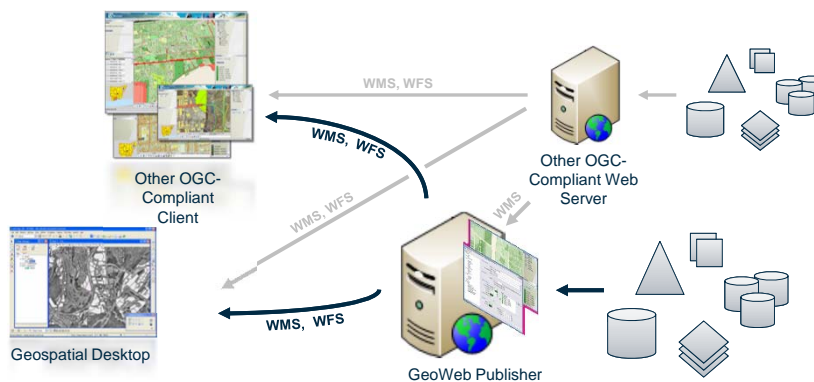 WMS, WFS
WMS,  WFS
Other OGC-
Compliant
Client
Other OGC-
Compliant Web
Server
WMS, WFS
WMS
WMS,  WFS
Geospatial Desktop
GeoWeb Publisher